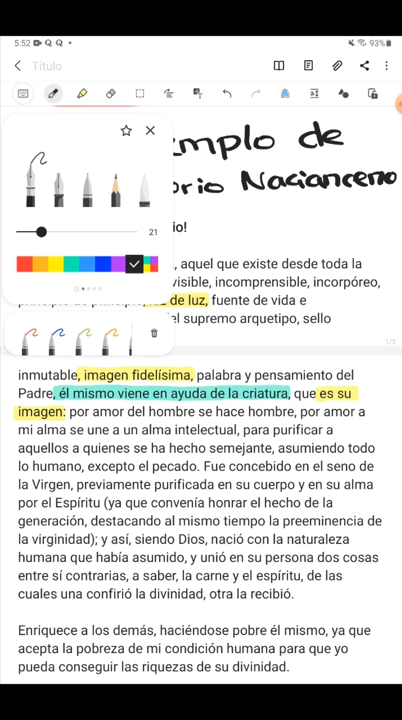 5:52
93%
Título
mplo de
orio Nacianceno
21
io!
, aquel que existe desde toda la
visible, incomprensible, incorpóreo,
principio de principio, luz de luz, fuente de vida e
el supremo arquetipo, sello
1/3
inmutable, imagen fidelísima, palabra y pensamiento del
Padre, él mismo viene en ayuda de la criatura, que es su
imagen: por amor del hombre se hace hombre, por amor a
mi alma se une a un alma intelectual, para purificar a
aquellos a quienes se ha hecho semejante, asumiendo todo
lo humano, excepto el pecado. Fue concebido en el seno de
la Virgen, previamente purificada en su cuerpo y en su alma
por el Espíritu (ya que convenía honrar el hecho de la
generación, destacando al mismo tiempo la preeminencia de
la virginidad); y así, siendo Dios, nació con la naturaleza
humana que había asumido, y unió en su persona dos cosas
entre sí contrarias, a saber, la carne y el espíritu, de las
cuales una confirió la divinidad, otra la recibió.
Enriquece a los demás, haciéndose pobre él mismo, ya que
acepta la pobreza de mi condición humana para que yo
pueda conseguir las riquezas de su divinidad.